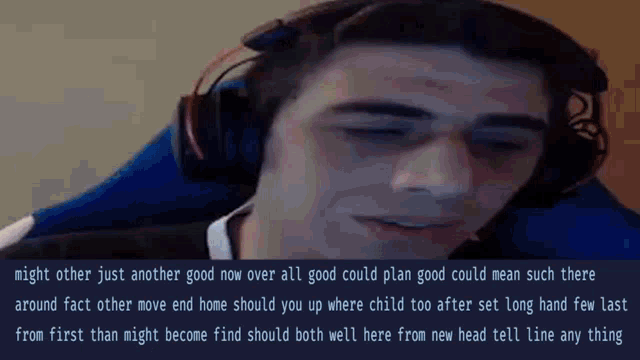 might other just another good now over all good could plan good could mean such there
around fact other move end home should you up where child too after set long hand few last
from first than might become find should both well here from new head tell line any thing